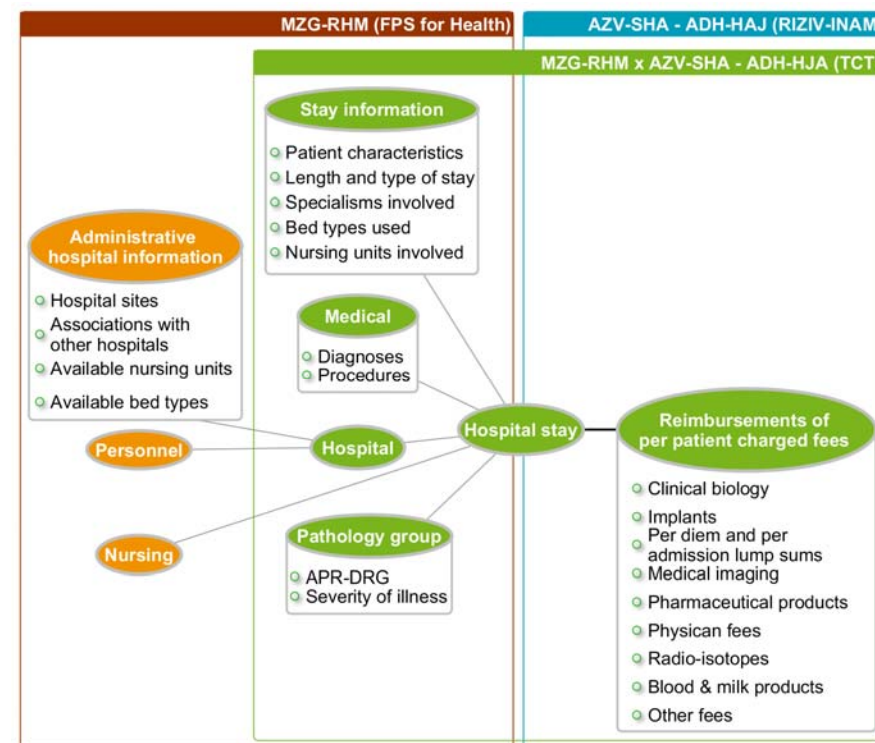 MZG-RHM (FPS for Health)
AZV-SHA - ADH-HAJ (RIZIV-INAM
MZG-RHM x AZV-SHA - ADH-HJA (TCT
Stay information
Patient characteristics
Length and type of stay
Specialisms involved
Bed types used
Nursing units involved
Administrative
hospital information
Hospital sites
Associations with
other hospitals
Available nursing units
Available bed types
Medical
Diagnoses
Procedures
Personnel
Hospital
Hospital stay
Nursing
Pathology group
APR-DRG
Severity of illness
Reimbursements of
per patient charged fees
Clinical biology
Implants
Per diem and per
admission lump sums
Medical imaging
Pharmaceutical products
Physican fees
Radio-isotopes
Blood & milk products
Other fees